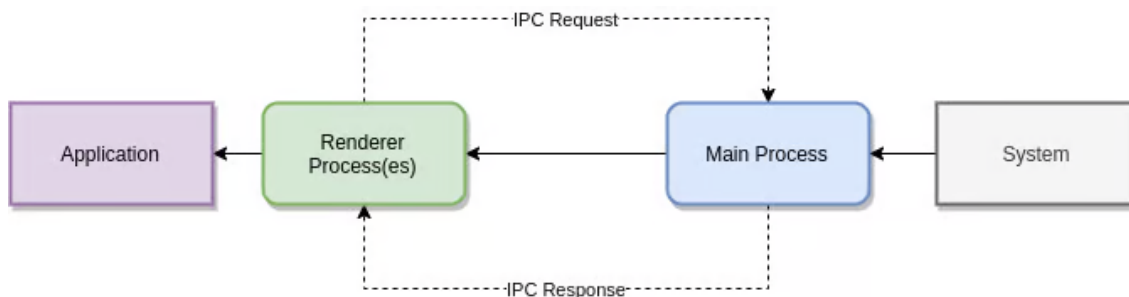 IPC Request
Application
Renderer
Process(es)
Main Process
System
IPC Response